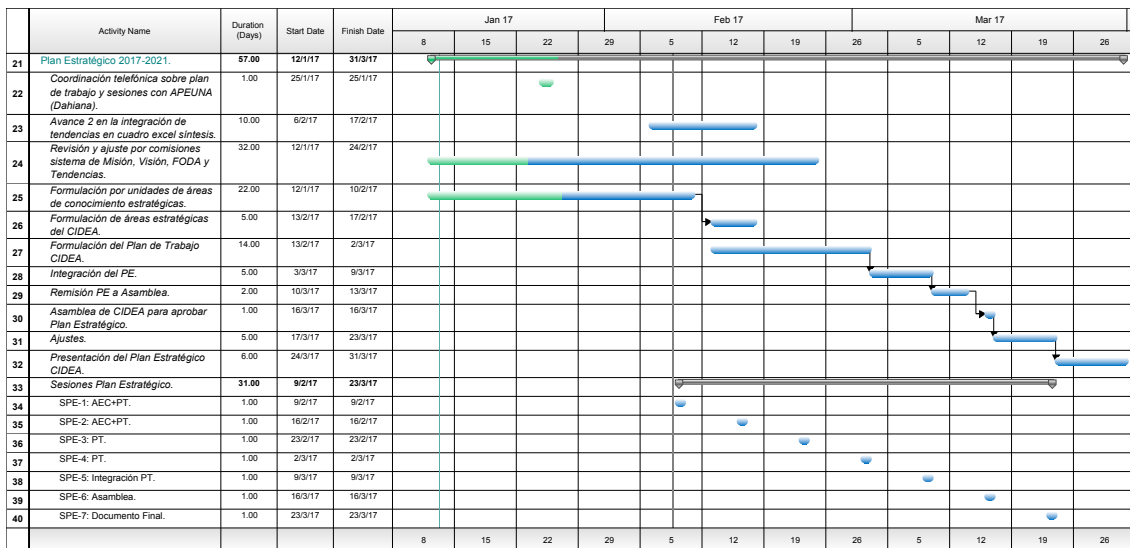 Jan 17 Feb 17 Mar 17
Activity Name Duration (Days) Start Date Finish Date
8 15 22 29 5 12 19 26 5 12 19 26
21 Plan Estratégico 2017-2021. 57.00 12/1/17 31/3/17
22 Coordinación telefónica sobre plan 1.00 25/1/17 25/1/17
de trabajo y sesiones con APEUNA
(Dahiana).
23 Avance 2 en la integración de 10.00 6/2/17 17/2/17
tendencias en cuadro excel síntesis.
24 Revisión y ajuste por comisiones 32.00 12/1/17 24/2/17
sistema de Misión, Visión, FODA y
Tendencias.
25 Formulación por unidades de áreas 22.00 12/1/17 10/2/17
de conocimiento estratégicas.
26 Formulación de áreas estratégicas 5.00 13/2/17 17/2/17
del CIDEA.
27 Formulación del Plan de Trabajo 14.00 13/2/17 2/3/17
CIDEA.
28 Integración del PE. 5.00 3/3/17 9/3/17
29 Remisión PE a Asamblea. 2.00 10/3/17 13/3/17
30 Asamblea de CIDEA para aprobar 1.00 16/3/17 16/3/17
Plan Estratégico.
31 Ajustes. 5.00 17/3/17 23/3/17
32 Presentación del Plan Estratégico 6.00 24/3/17 31/3/17
CIDEA.
33 Sesiones Plan Estratégico. 31.00 9/2/17 23/3/17
34 SPE-1: AEC+PT. 1.00 9/2/17 9/2/17
35 SPE-2: AEC+PT. 1.00 16/2/17 16/2/17
36 SPE-3: PT. 1.00 23/2/17 23/2/17
37 SPE-4: PT. 1.00 2/3/17 2/3/17
38 SPE-5: Integración PT. 1.00 9/3/17 9/3/17
39 SPE-6: Asamblea. 1.00 16/3/17 16/3/17
40 SPE-7: Documento Final. 1.00 23/3/17 23/3/17
8 15 22 29 5 12 19 26 5 12 19 26